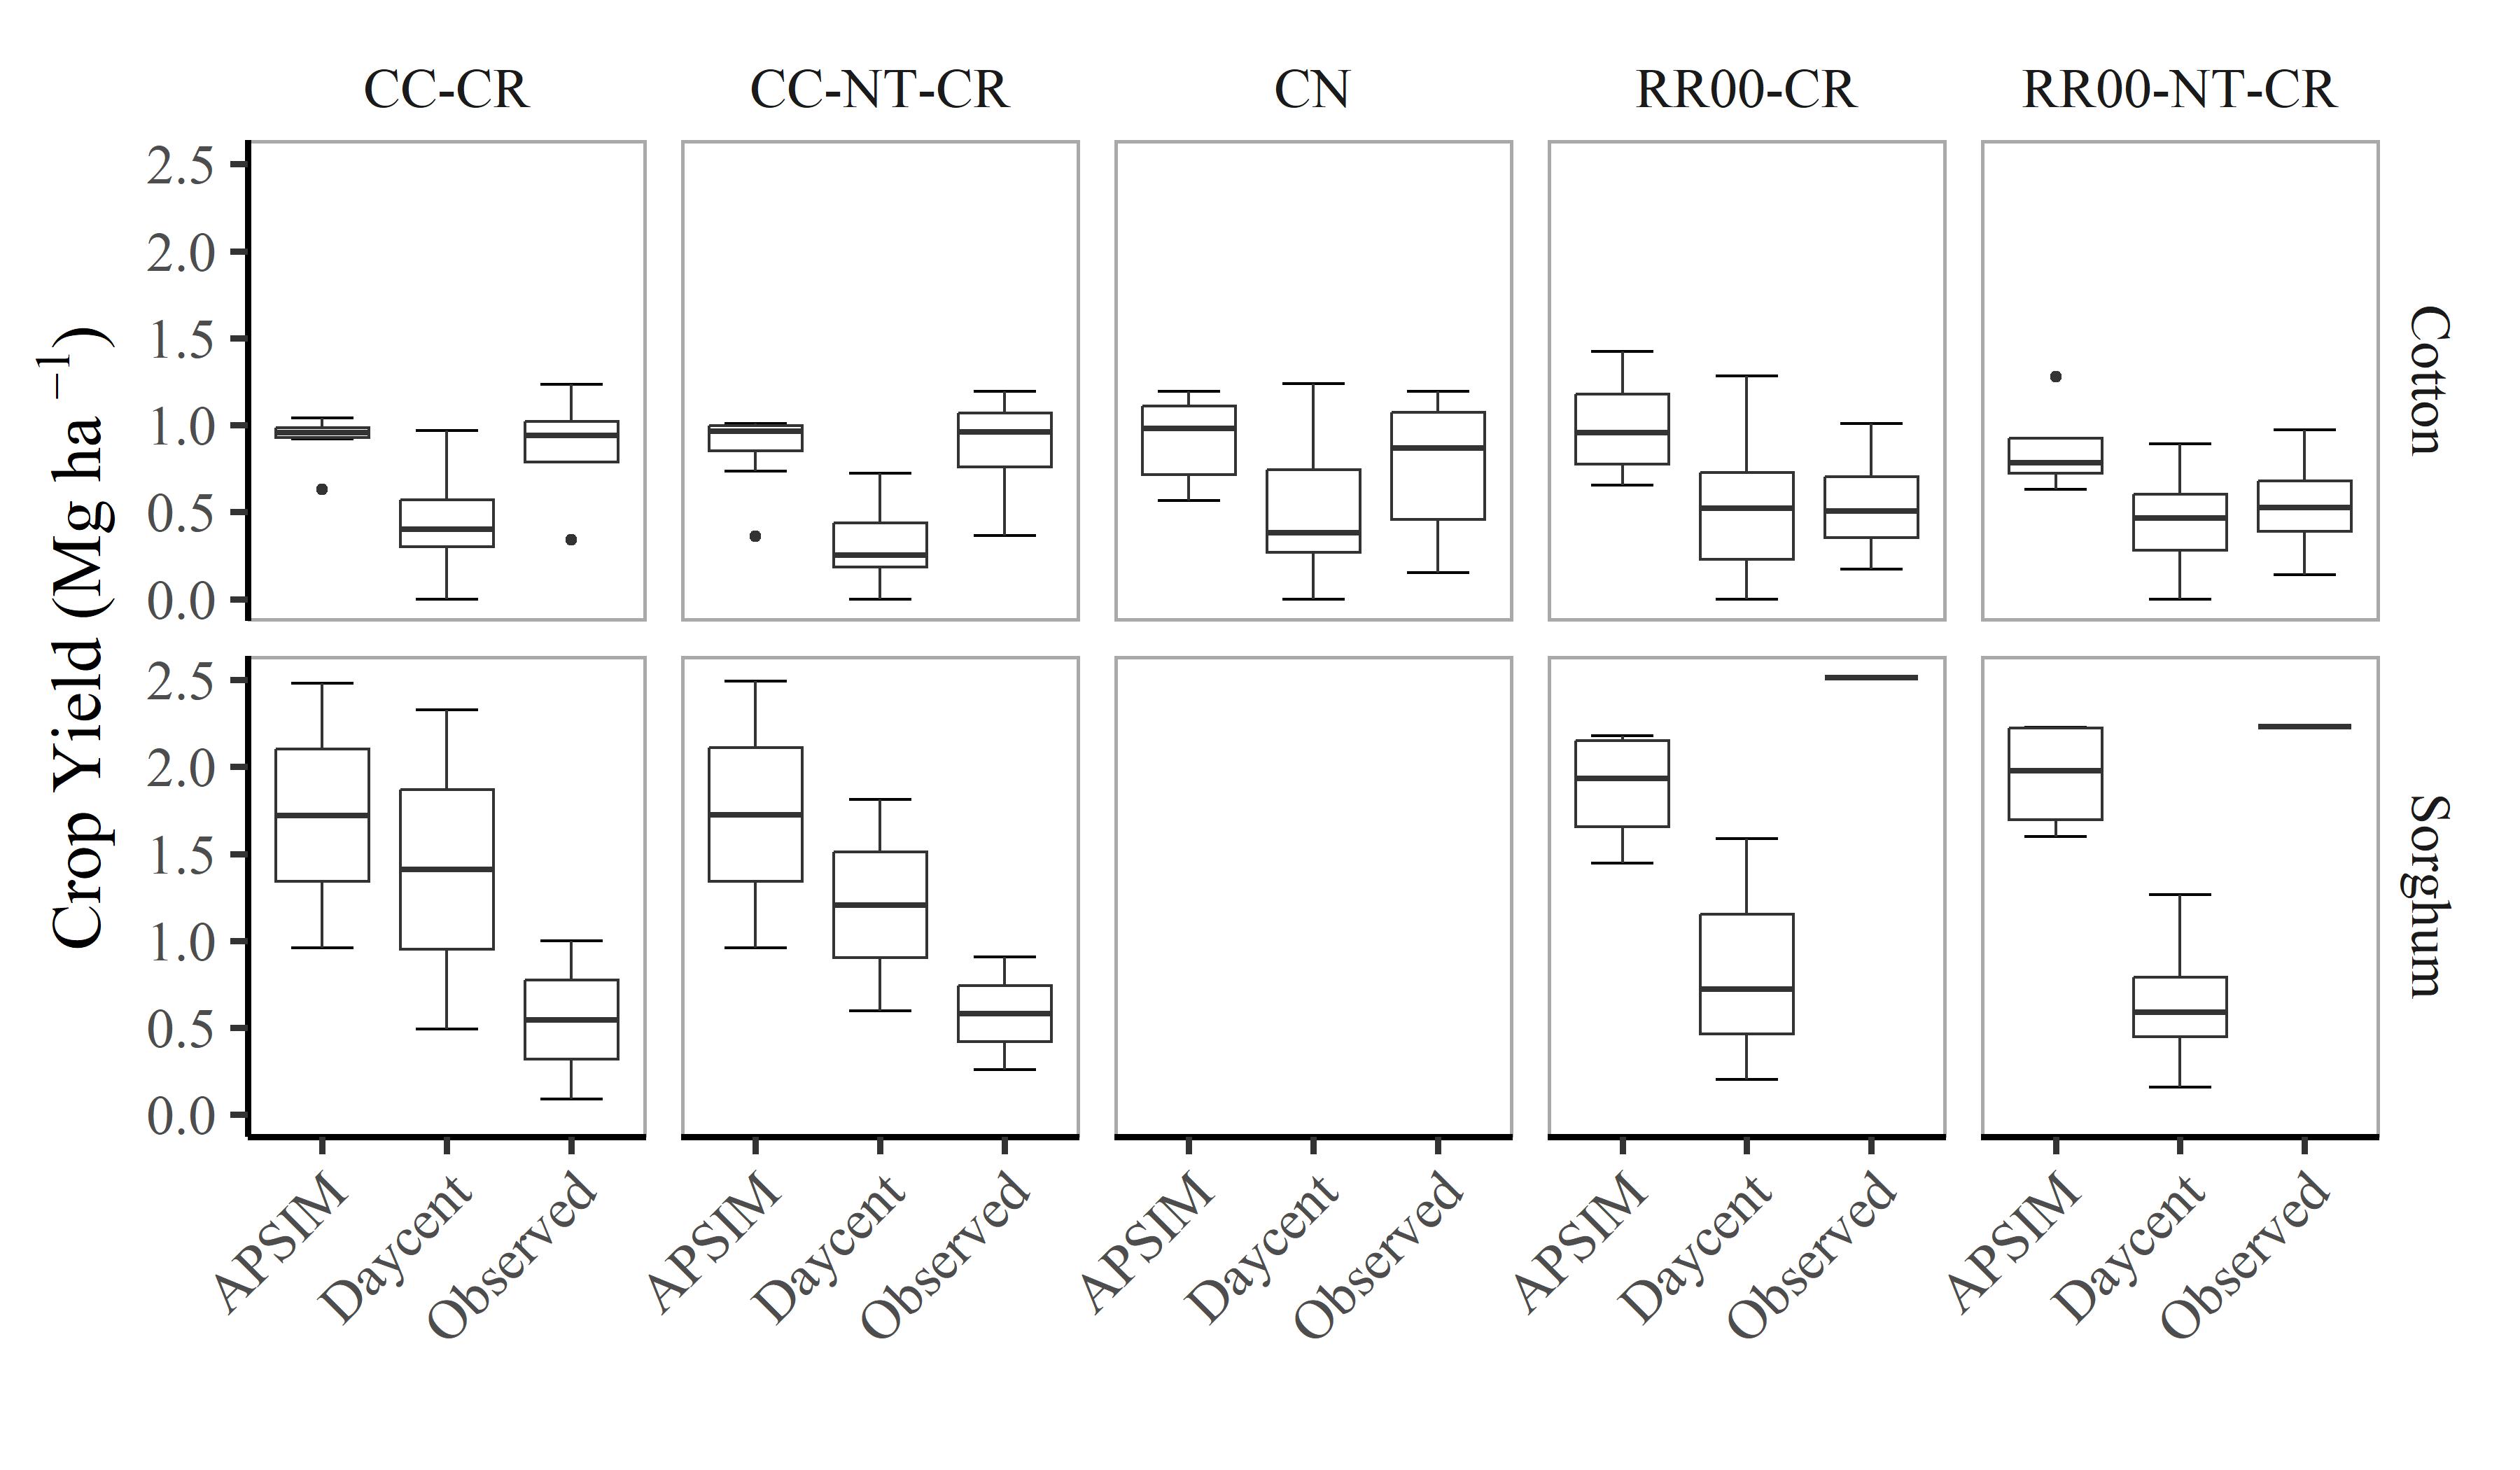 CC-CR CC-NT-CR CN RR00-CR RR00-NT-CR
Crop Yield (Mg ha⁻¹)
2.5
2.0
1.5
1.0
0.5
0.0
Cotton
2.5
2.0
1.5
1.0
0.5
0.0
Sorghum
APSIM Daycent Observed APSIM Daycent Observed APSIM Daycent Observed APSIM Daycent Observed APSIM Daycent Observed